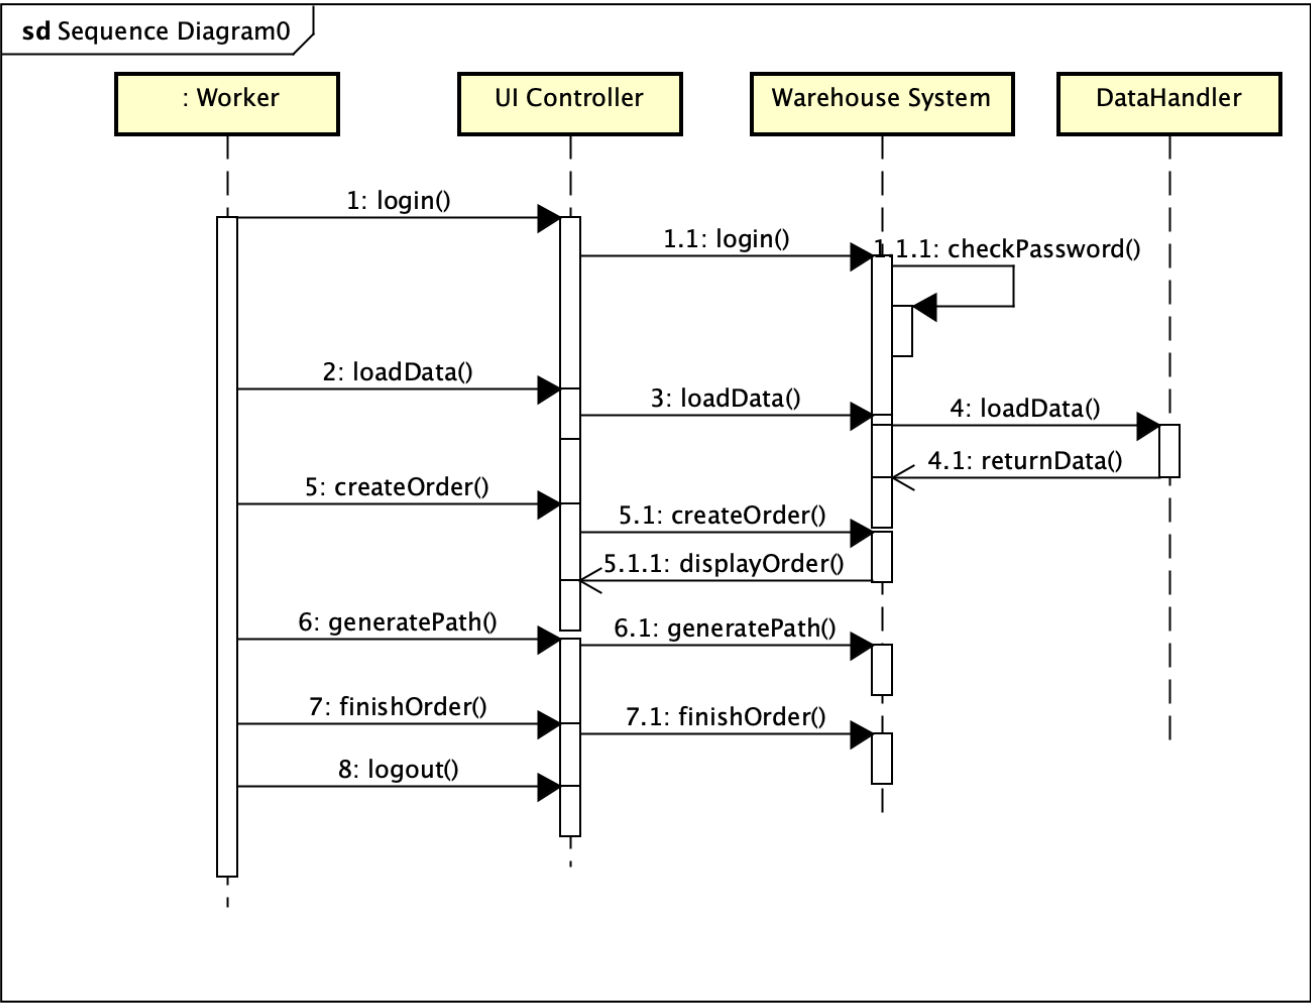 sd Sequence Diagram0
: Worker
UI Controller
Warehouse System
DataHandler
1: login()
1.1: login()
1.1.1: checkPassword()
2: loadData()
3: loadData()
4: loadData()
4.1: returnData()
5: createOrder()
5.1: createOrder()
5.1.1: displayOrder()
6: generatePath()
6.1: generatePath()
7: finishOrder()
7.1: finishOrder()
8: logout()